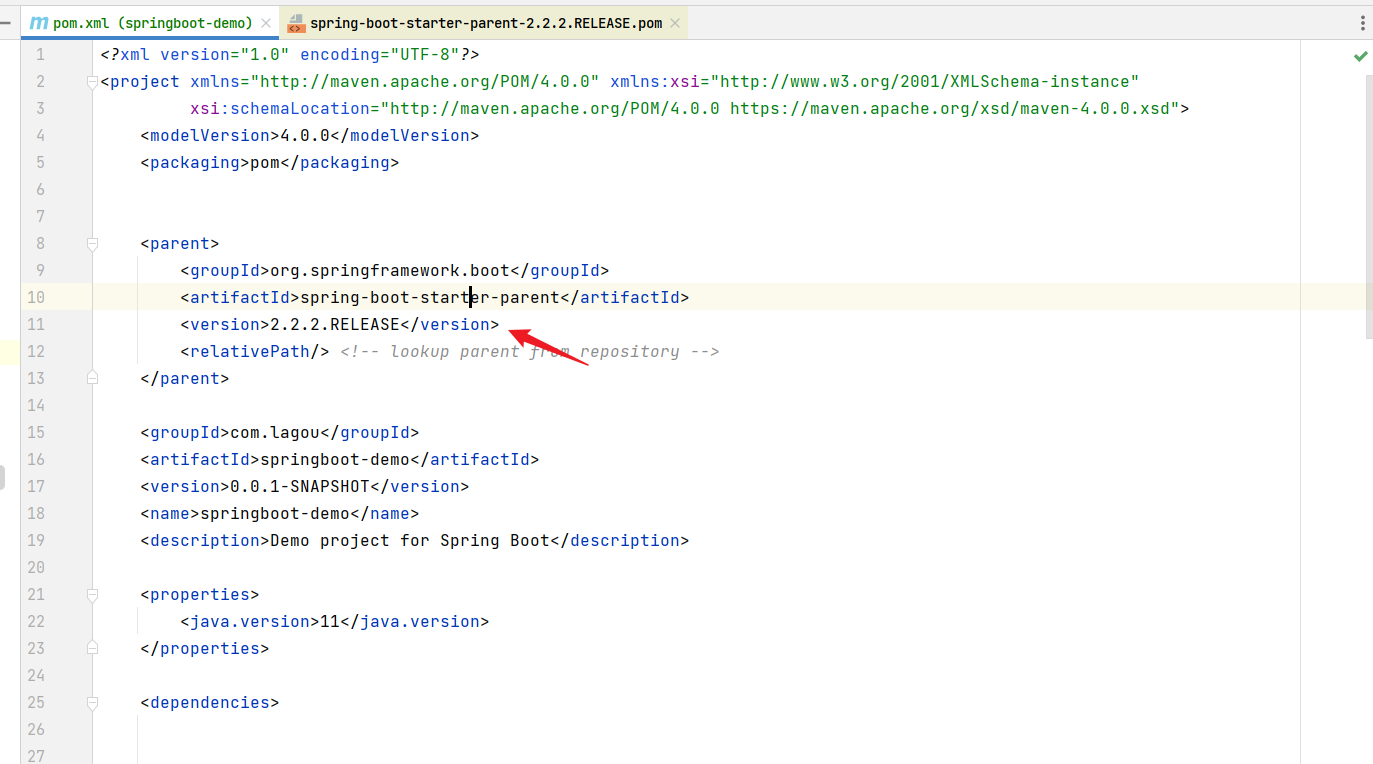 pom.xml (springboot-demo)
spring-boot-starter-parent-2.2.2.RELEASE.pom
1 <?xml version="1.0" encoding="UTF-8"?>
2 <project xmlns="http://maven.apache.org/POM/4.0.0" xmlns:xsi="http://www.w3.org/2001/XMLSchema-instance"
3 xsi:schemaLocation="http://maven.apache.org/POM/4.0.0 https://maven.apache.org/xsd/maven-4.0.0.xsd">
4 <modelVersion>4.0.0</modelVersion>
5 <packaging>pom</packaging>
6
7
8 <parent>
9 <groupId>org.springframework.boot</groupId>
10 <artifactId>spring-boot-starter-parent</artifactId>
11 <version>2.2.2.RELEASE</version>
12 <relativePath/> <!-- lookup parent from repository -->
13 </parent>
14
15 <groupId>com.lagou</groupId>
16 <artifactId>springboot-demo</artifactId>
17 <version>0.0.1-SNAPSHOT</version>
18 <name>springboot-demo</name>
19 <description>Demo project for Spring Boot</description>
20
21 <properties>
22 <java.version>11</java.version>
23 </properties>
24
25 <dependencies>
26
27